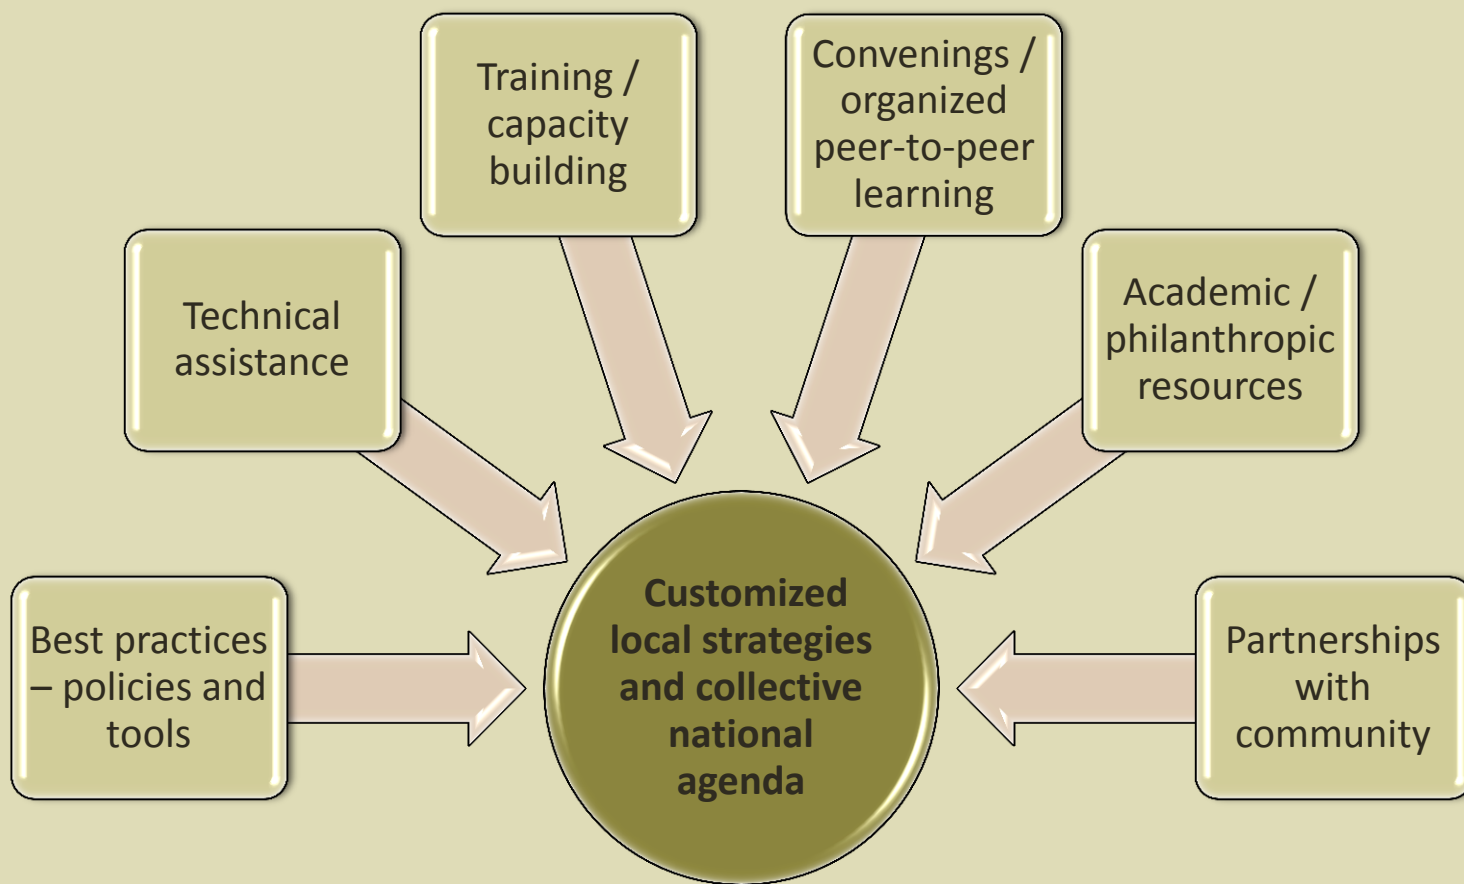 Training /
capacity
building
Convenings /
organized
peer-to-peer
learning
Technical
assistance
Academic /
philanthropic
resources
Best practices
– policies and
tools
Customized
local strategies
and collective
national
agenda
Partnerships
with
community